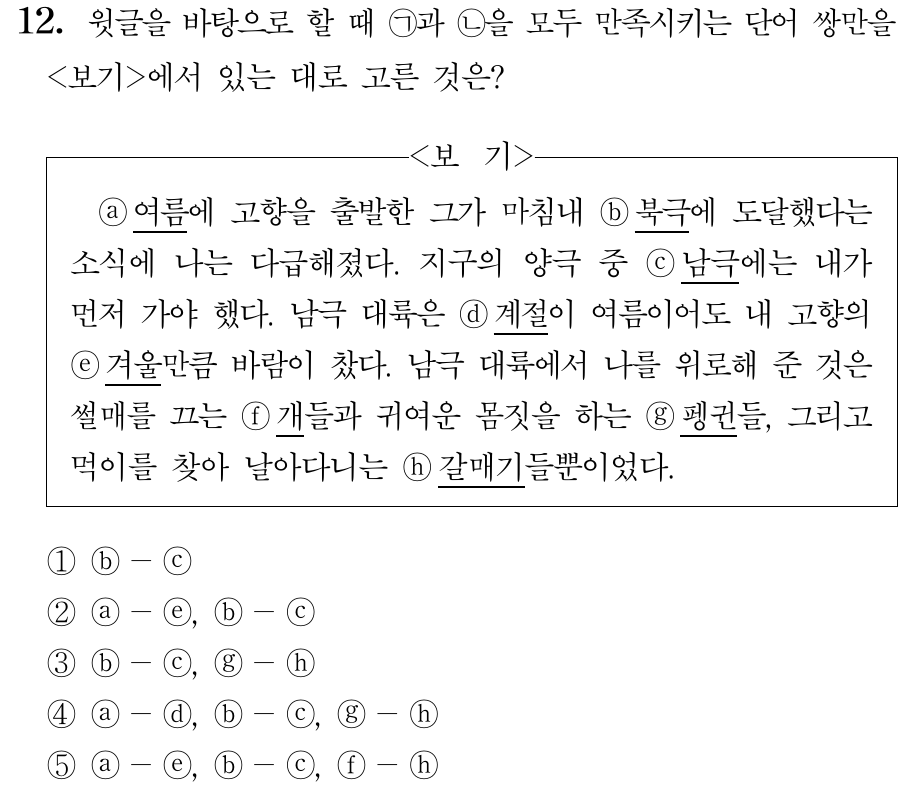 12. 윗글을 바탕으로 할 때 ㉠과 ㉡을 모두 만족시키는 단어 쌍만을
<보기>에서 있는 대로 고른 것은?
<보 기>
ⓐ여름에 고향을 출발한 그가 마침내 ⓑ북극에 도달했다는
소식에 나는 다급해졌다. 지구의 양극 중 ⓒ남극에는 내가
먼저 가야 했다. 남극 대륙은 ⓓ계절이 여름이어도 내 고향의
ⓔ겨울만큼 바람이 찼다. 남극 대륙에서 나를 위로해 준 것은
썰매를 끄는 ⓕ개들과 귀여운 몸짓을 하는 ⓖ펭귄들, 그리고
먹이를 찾아 날아다니는 ⓗ갈매기들뿐이었다.
① ⓑ - ⓒ
② ⓐ - ⓔ, ⓑ - ⓒ
③ ⓑ - ⓒ, ⓖ - ⓗ
④ ⓐ - ⓓ, ⓑ - ⓒ, ⓖ - ⓗ
⑤ ⓐ - ⓔ, ⓑ - ⓒ, ⓕ - ⓗ